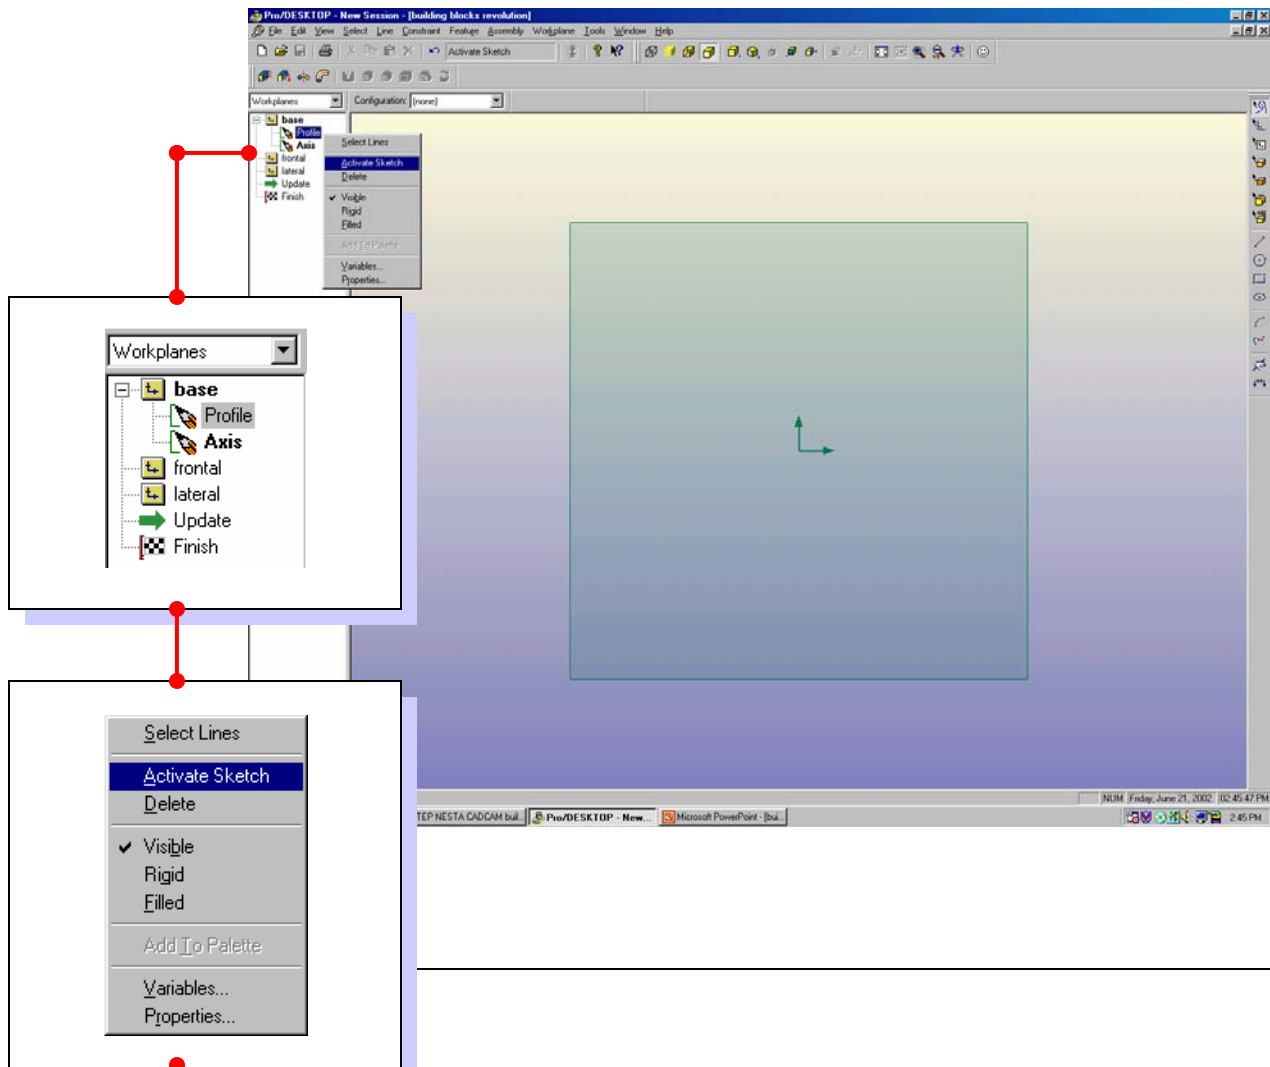 Pro/DESKTOP - New Session - [building blocks revolution]
File Edit View Select Line Constraint Feature Assembly Workplane Tools Window Help
Activate Sketch
Workplanes
Configuration: (none)
base
Profile
Axis
frontal
lateral
Update
Finish
Select Lines
Activate Sketch
Delete
Visible
Rigid
Filled
Add To Palette
Variables...
Properties...
Workplanes
base
Profile
Axis
frontal
lateral
Update
Finish
Select Lines
Activate Sketch
Delete
Visible
Rigid
Filled
Add To Palette
Variables...
Properties...
NUM Friday, June 21, 2002 02:45:47 PM
TEP NESTA CADCAM buil... Pro/DESKTOP - New... Microsoft PowerPoint - [bui...
2:45 PM